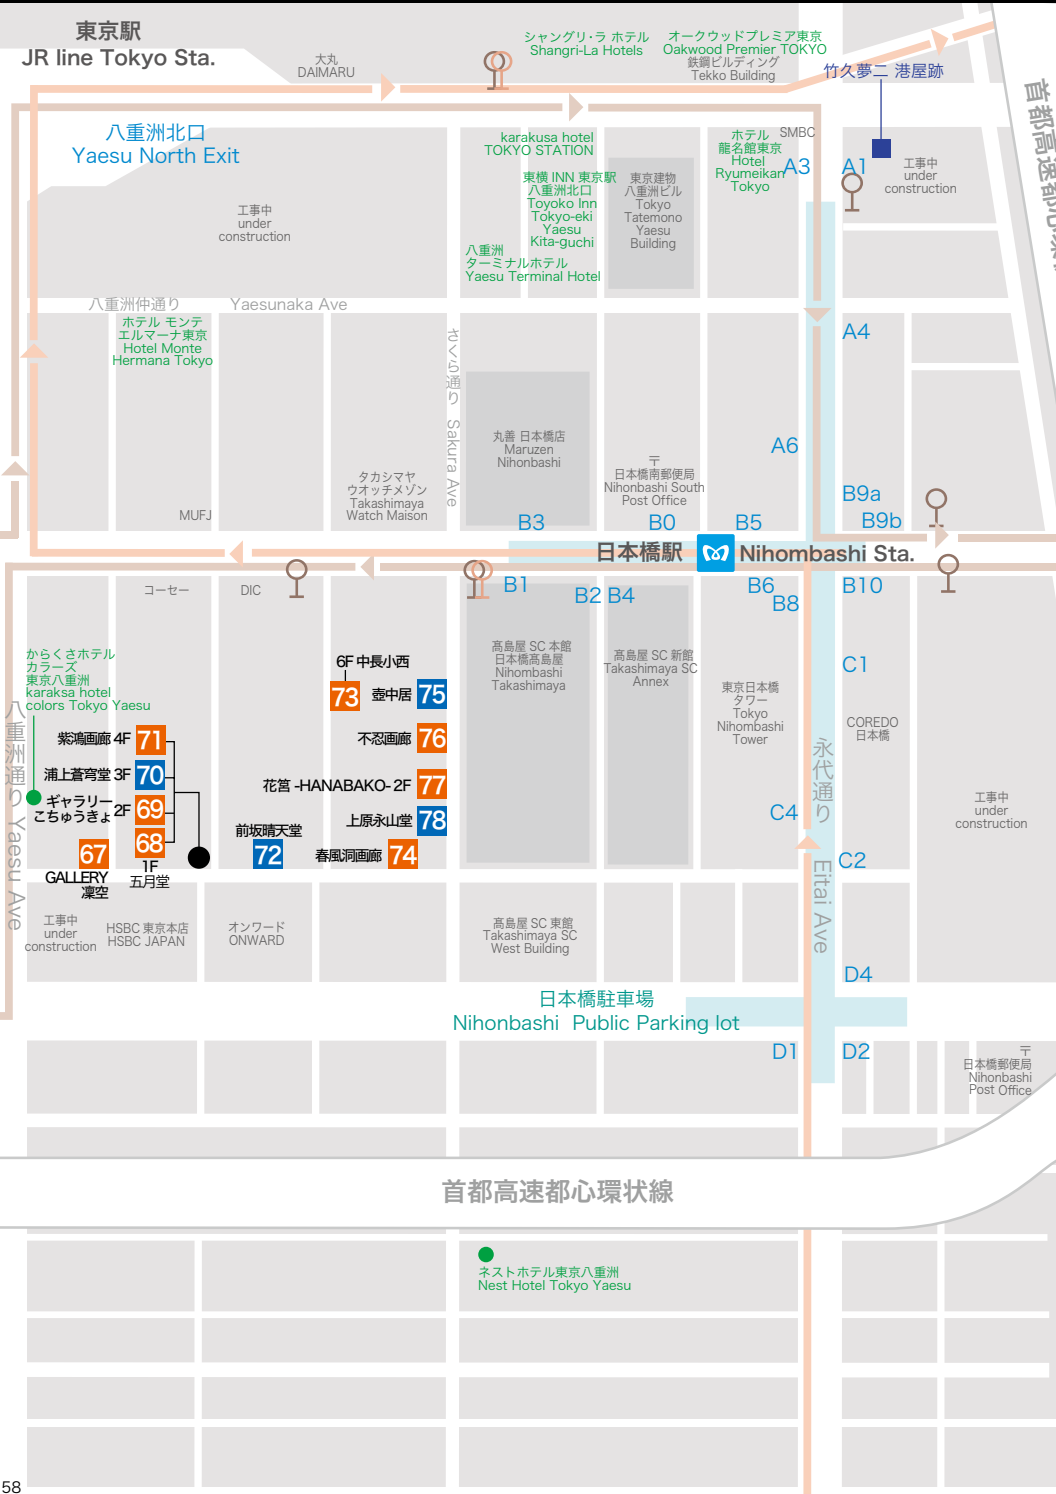 東京駅
JR line Tokyo Sta.
大丸
DAIMARU
シャングリ・ラ ホテル
Shangri-La Hotels
オークウッドプレミア東京
Oakwood Premier TOKYO
鉄鋼ビルディング
Tekko Building
竹久夢二 港屋跡
首都高速都心環状
八重洲北口
Yaesu North Exit
karakusa hotel
TOKYO STATION
東横 INN 東京駅
八重洲北口
Toyoko Inn
Tokyo-eki
Yaesu
Kita-guchi
八重洲
ターミナルホテル
Yaesu Terminal Hotel
東京建物
八重洲ビル
Tokyo
Tatemono
Yaesu
Building
ホテル
龍名館東京
Hotel
Ryumeikan
Tokyo
SMBC
A3
A1
工事中
under
construction
工事中
under
construction
八重洲仲通り Yaesunaka Ave
ホテル モンテ
エルマーナ東京
Hotel Monte
Hermana Tokyo
さくら通り Sakura Ave
A4
丸善 日本橋店
Maruzen
Nihonbashi
A6
〒
日本橋南郵便局
Nihonbashi South
Post Office
タカシマヤ
ウオッチメゾン
Takashimaya
Watch Maison
MUFJ
B9a
B9b
B3
B0
B5
日本橋駅
Nihombashi Sta.
コーセー
DIC
B1
B2
B4
B6
B8
B10
からくさホテル
カラーズ
東京八重洲
karaksa hotel
colors Tokyo Yaesu
髙島屋 SC 本館
日本橋髙島屋
Nihombashi
Takashimaya
髙島屋 SC 新館
Takashimaya SC
Annex
東京日本橋
タワー
Tokyo
Nihombashi
Tower
C1
COREDO
日本橋
6F 中長小西
73
壺中居 75
不忍画廊 76
花筥 -HANABAKO- 2F 77
上原永山堂 78
春風洞画廊 74
前坂晴天堂
72
紫鴻画廊 4F 71
浦上蒼穹堂 3F 70
ギャラリー
こちゅうきょ 2F 69
68
1F
五月堂
67
GALLERY
凜空
八重洲通り Yaesu Ave
永代通り Eitai Ave
C4
C2
工事中
under
construction
工事中
under
construction
HSBC 東京本店
HSBC JAPAN
オンワード
ONWARD
髙島屋 SC 東館
Takashimaya SC
West Building
D4
日本橋駐車場
Nihonbashi Public Parking lot
D1
D2
〒
日本橋郵便局
Nihonbashi
Post Office
首都高速都心環状線
ネストホテル東京八重洲
Nest Hotel Tokyo Yaesu
58